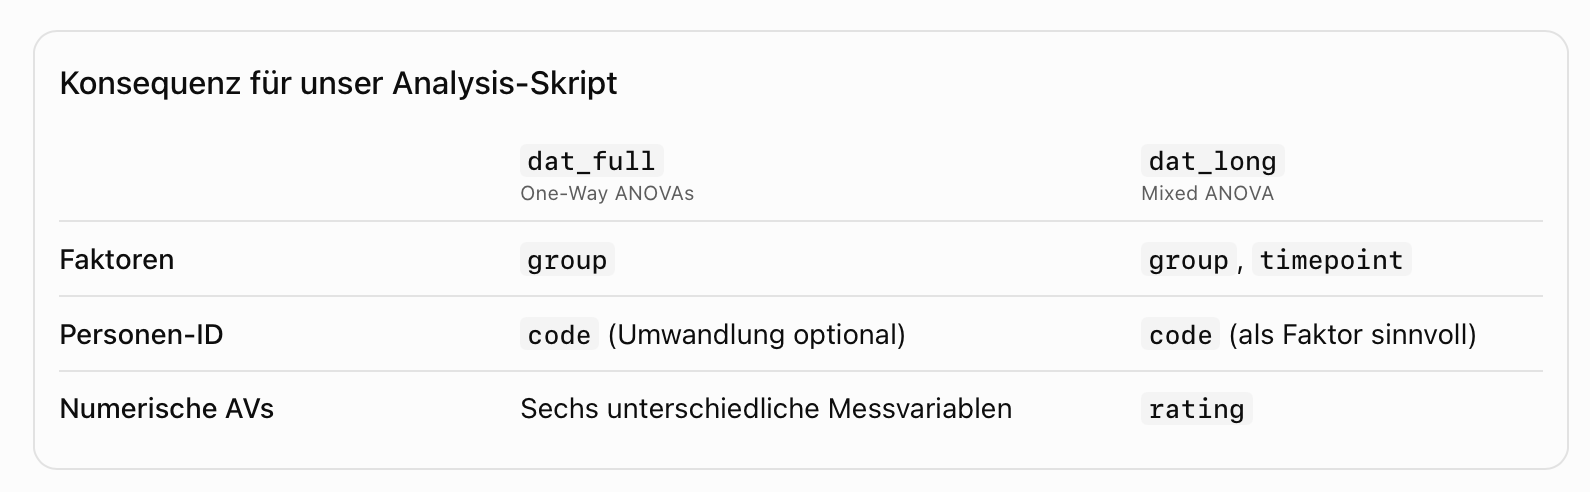 Konsequenz für unser Analysis-Skript
dat_full dat_long
One-Way ANOVAs Mixed ANOVA
Faktoren group group, timepoint
Personen-ID code (Umwandlung optional) code (als Faktor sinnvoll)
Numerische AVs Sechs unterschiedliche Messvariablen rating